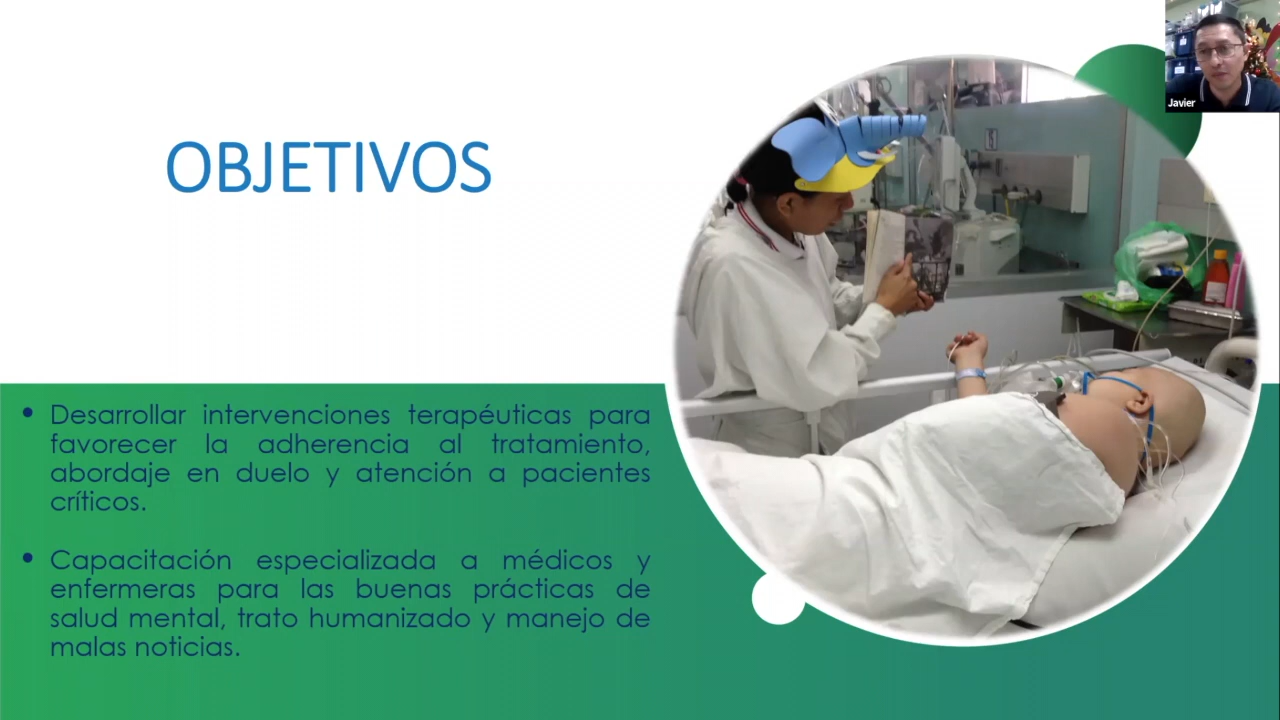 Javier
OBJETIVOS
• Desarrollar intervenciones terapéuticas para
favorecer la adherencia al tratamiento,
abordaje en duelo y atención a pacientes
críticos.
• Capacitación especializada a médicos y
enfermeras para las buenas prácticas de
salud mental, trato humanizado y manejo de
malas noticias.